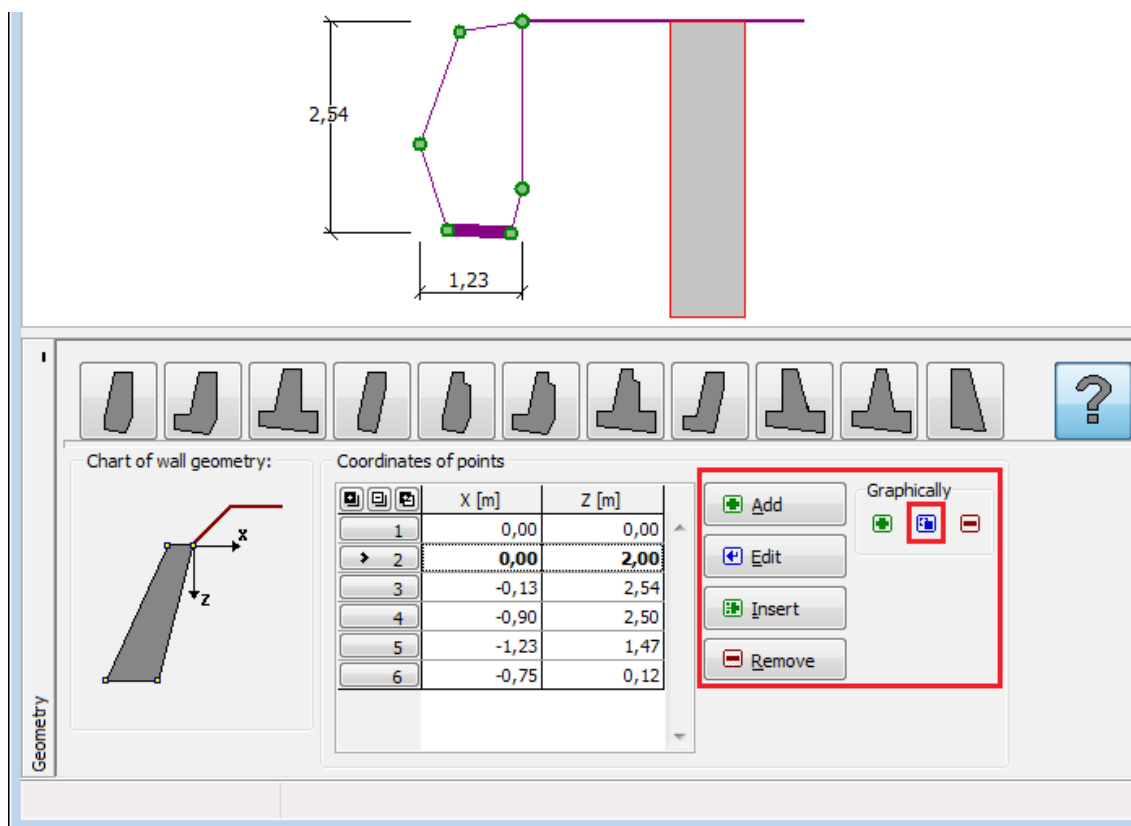 2,54
1,23
?
Chart of wall geometry:
x
z
Coordinates of points
X [m] Z [m]
1 0,00 0,00
2 0,00 2,00
3 -0,13 2,54
4 -0,90 2,50
5 -1,23 1,47
6 -0,75 0,12
Add
Edit
Insert
Remove
Graphically
Geometry